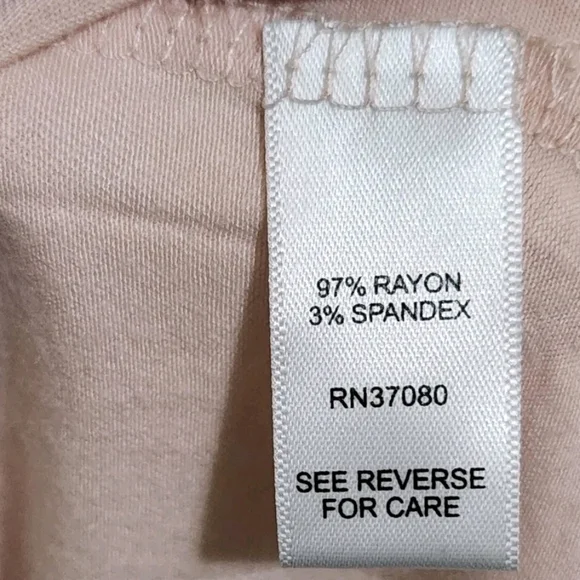 97% RAYON
3% SPANDEX
RN37080
SEE REVERSE
FOR CARE